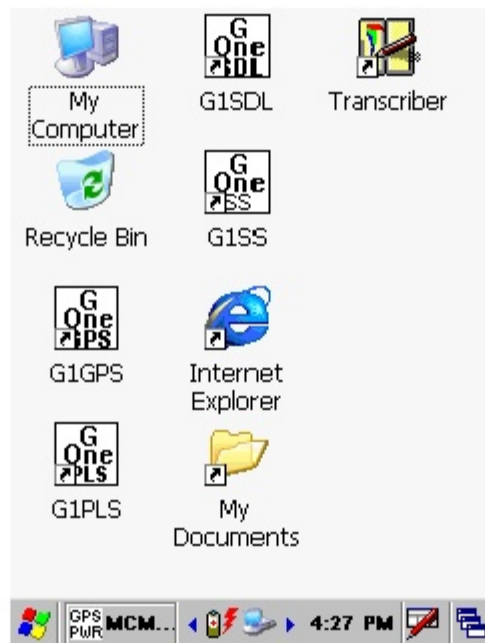 My
Computer
G
One
SDL
G1SDL
Transcriber
Recycle Bin
G
One
SS
G1SS
G
One
GPS
G1GPS
Internet
Explorer
G
One
PLS
G1PLS
My
Documents
GPS
PWR
MCM...
4:27 PM